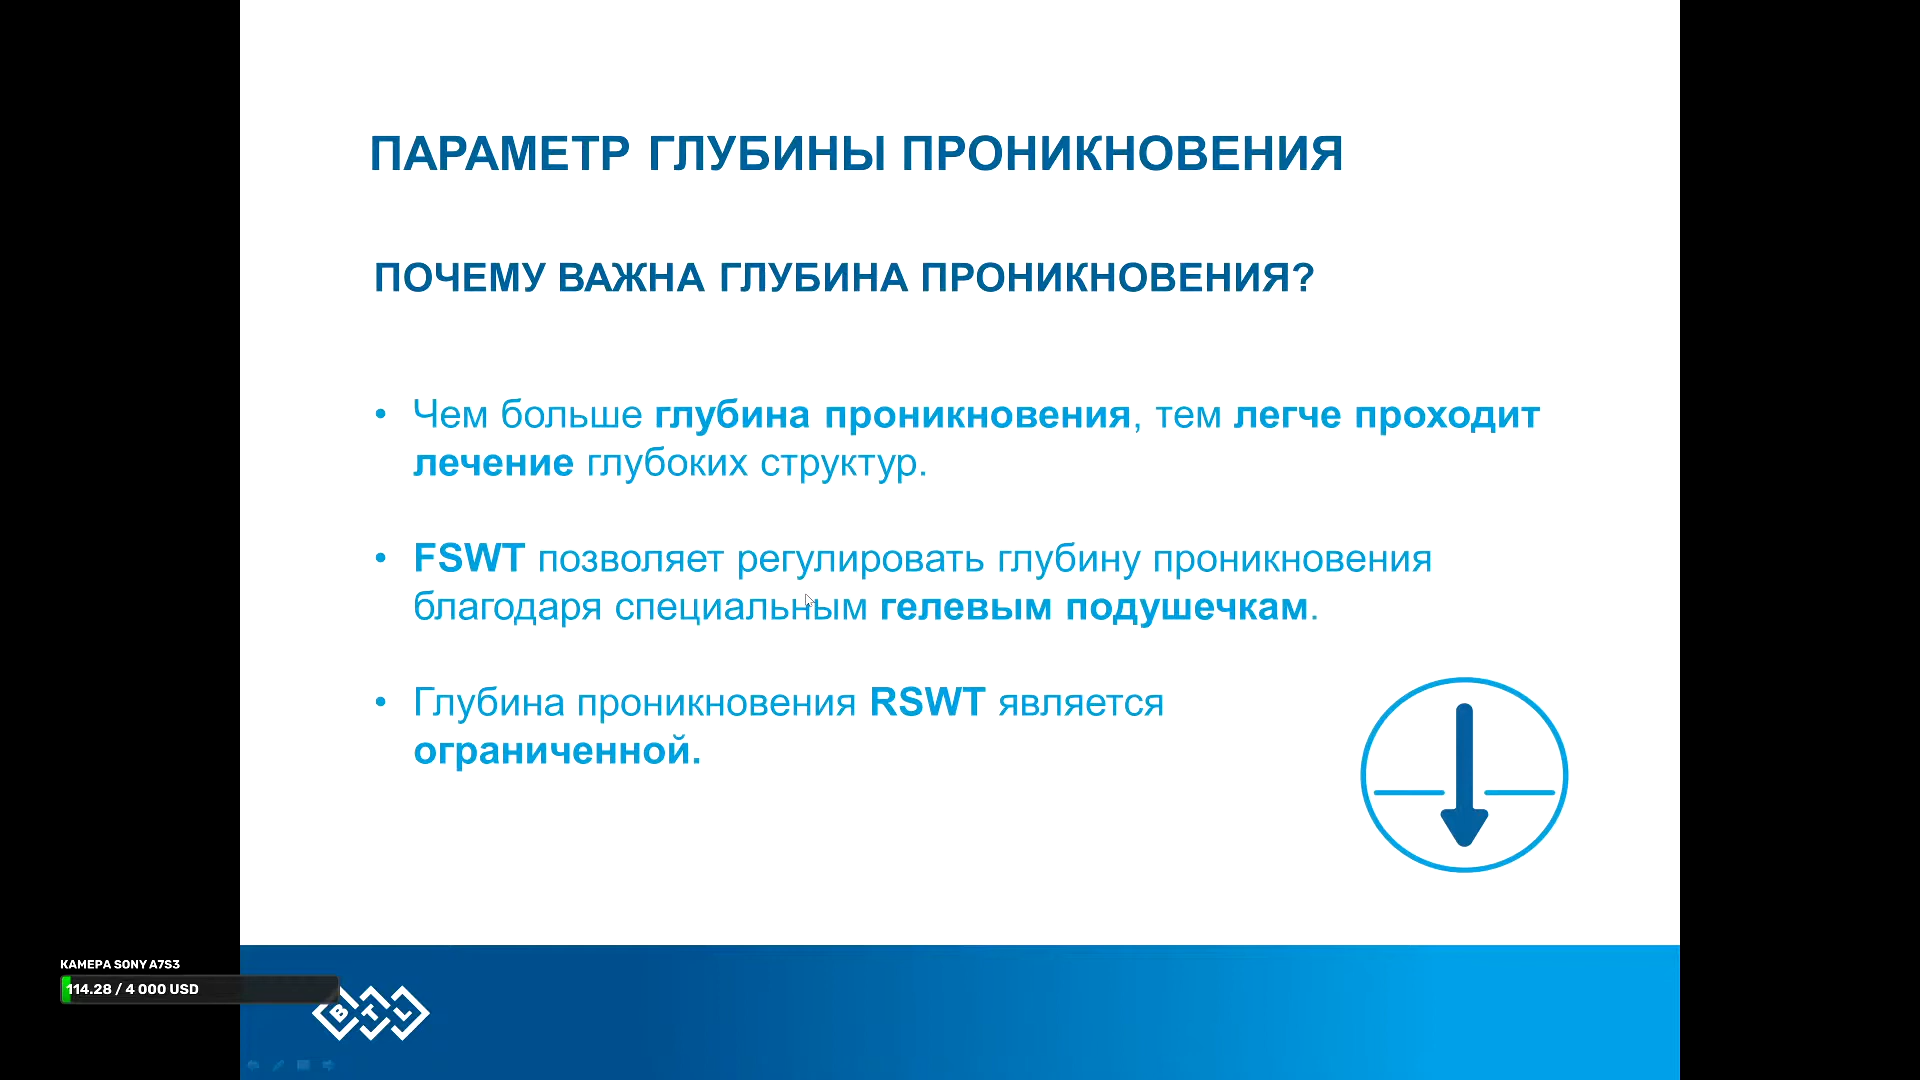 ПАРАМЕТР ГЛУБИНЫ ПРОНИКНОВЕНИЯ
ПОЧЕМУ ВАЖНА ГЛУБИНА ПРОНИКНОВЕНИЯ?
• Чем больше глубина проникновения, тем легче проходит
лечение глубоких структур.
• FSWT позволяет регулировать глубину проникновения
благодаря специальным гелевым подушечкам.
• Глубина проникновения RSWT является
ограниченной.
КАМЕРА SONY A7S3
114.28 / 4 000 USD
BTL